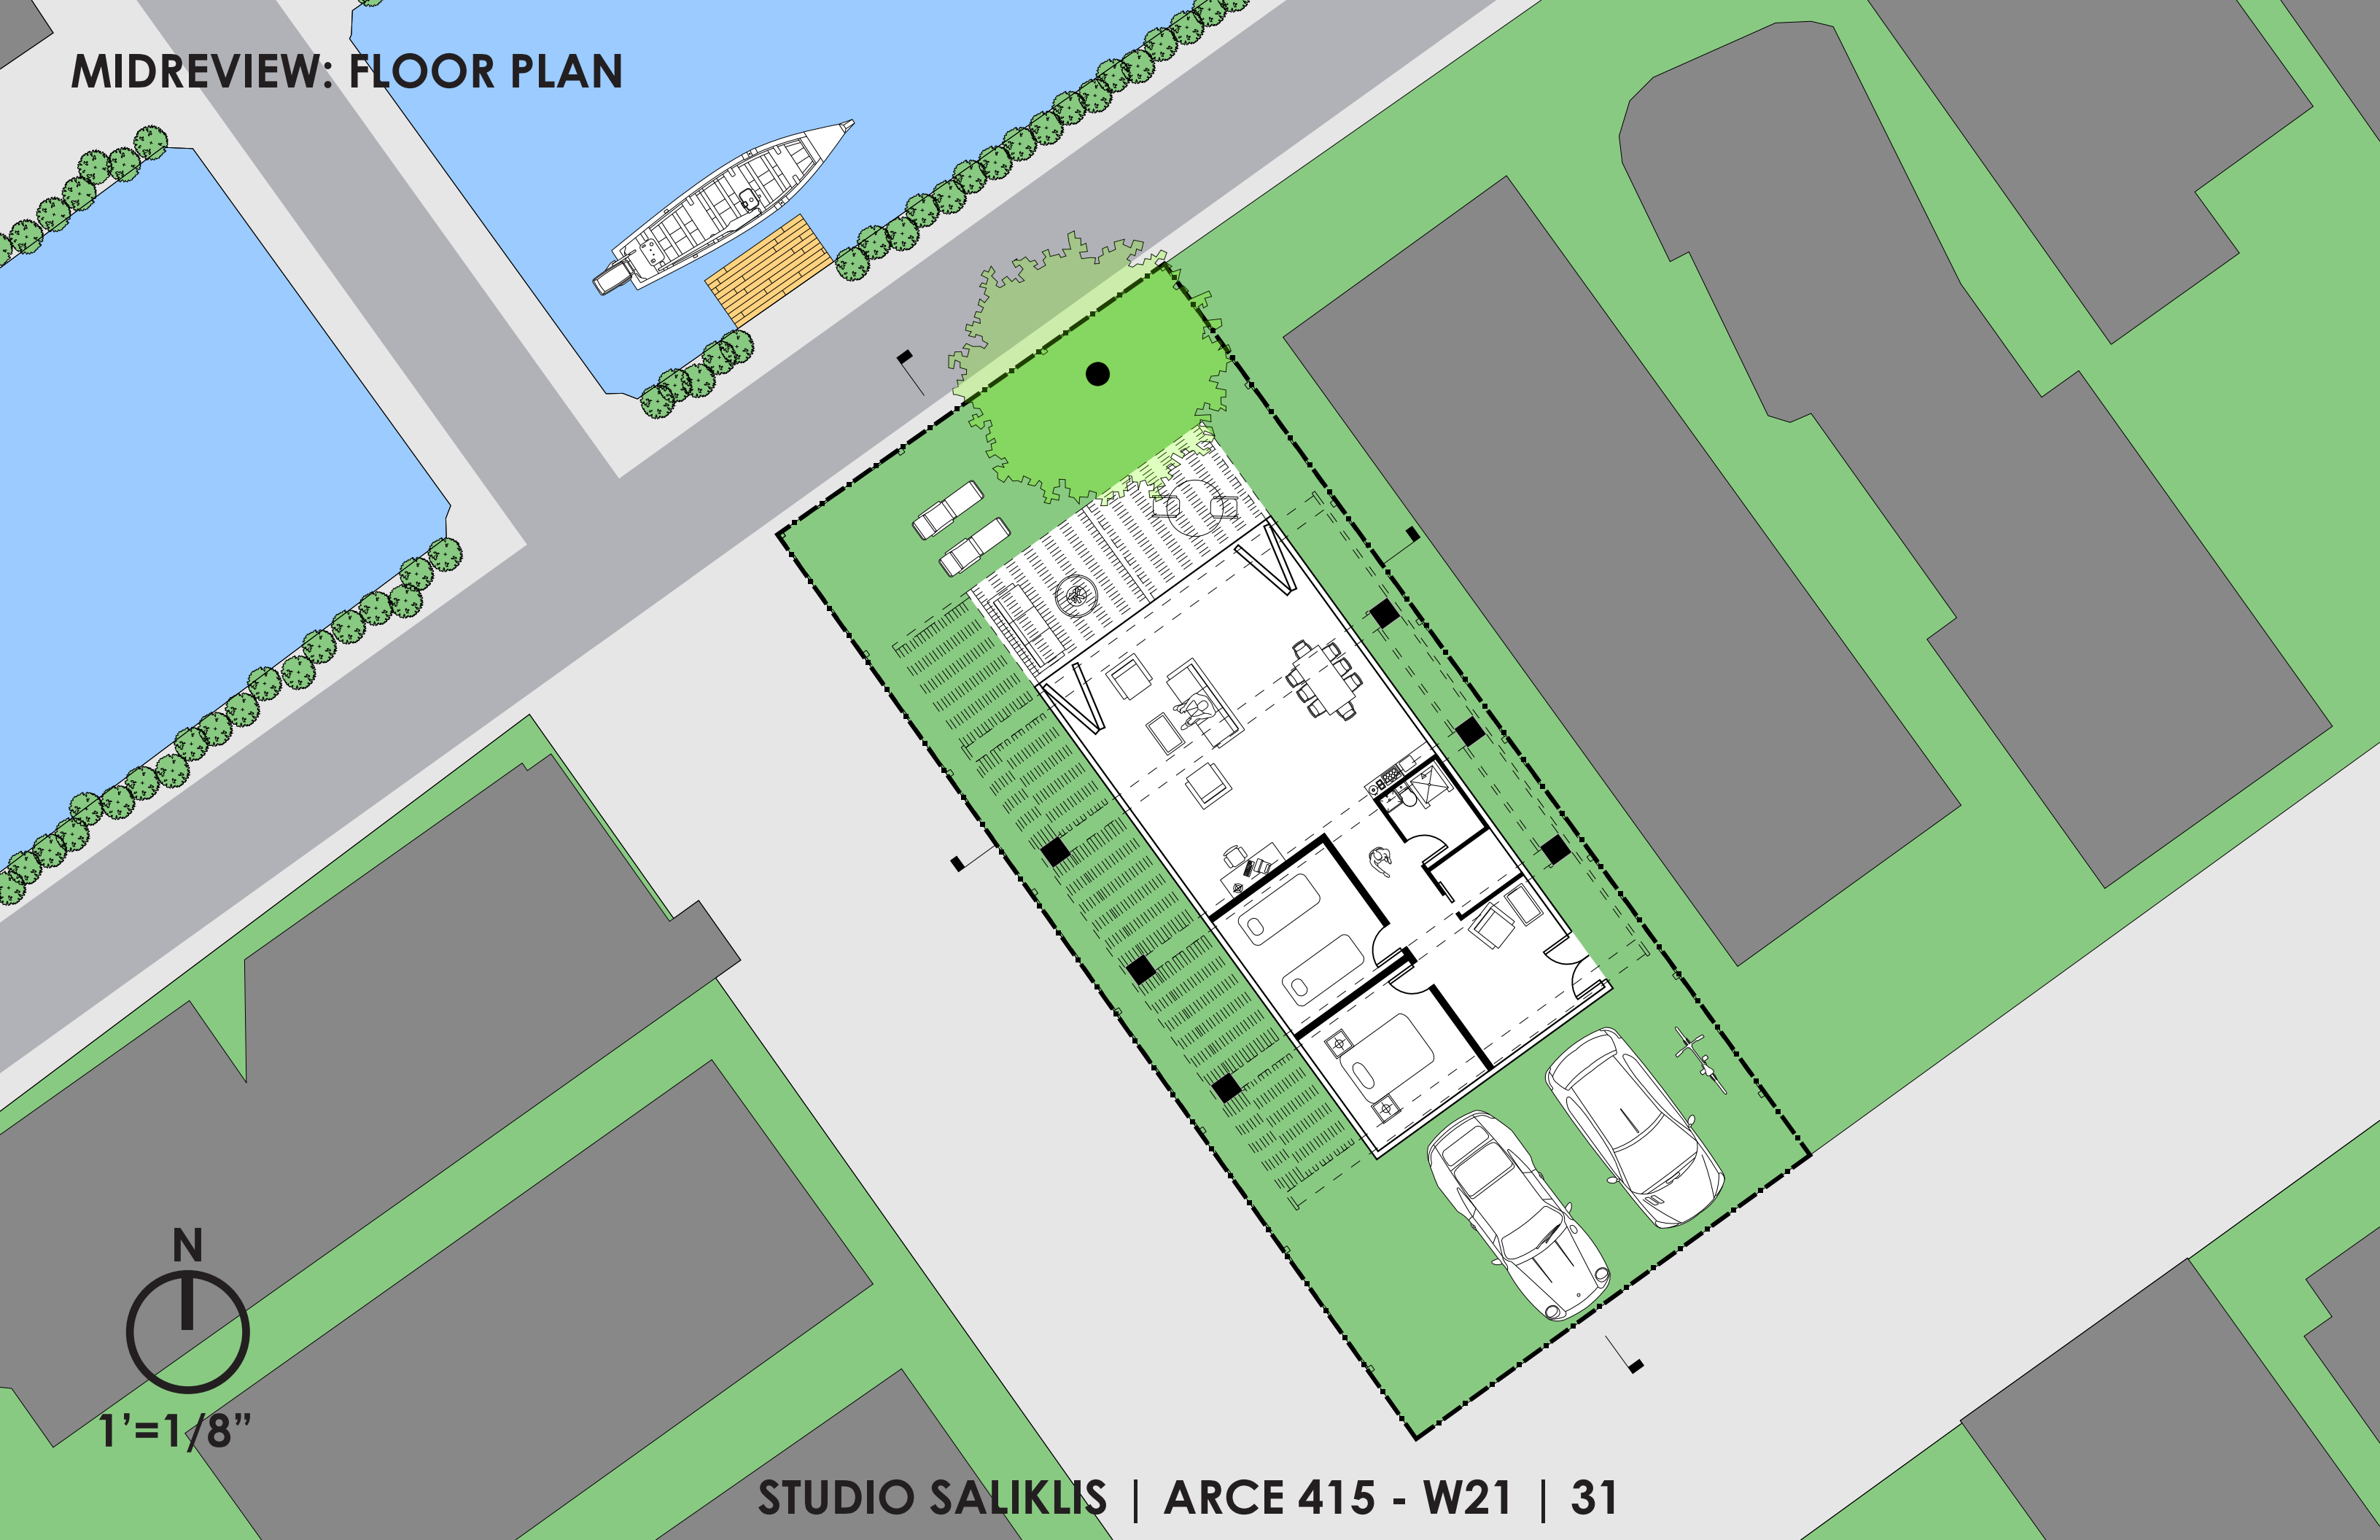 MIDREVIEW: FLOOR PLAN
N
1’=1/8”
STUDIO SALIKLIS | ARCE 415 - W21 | 31